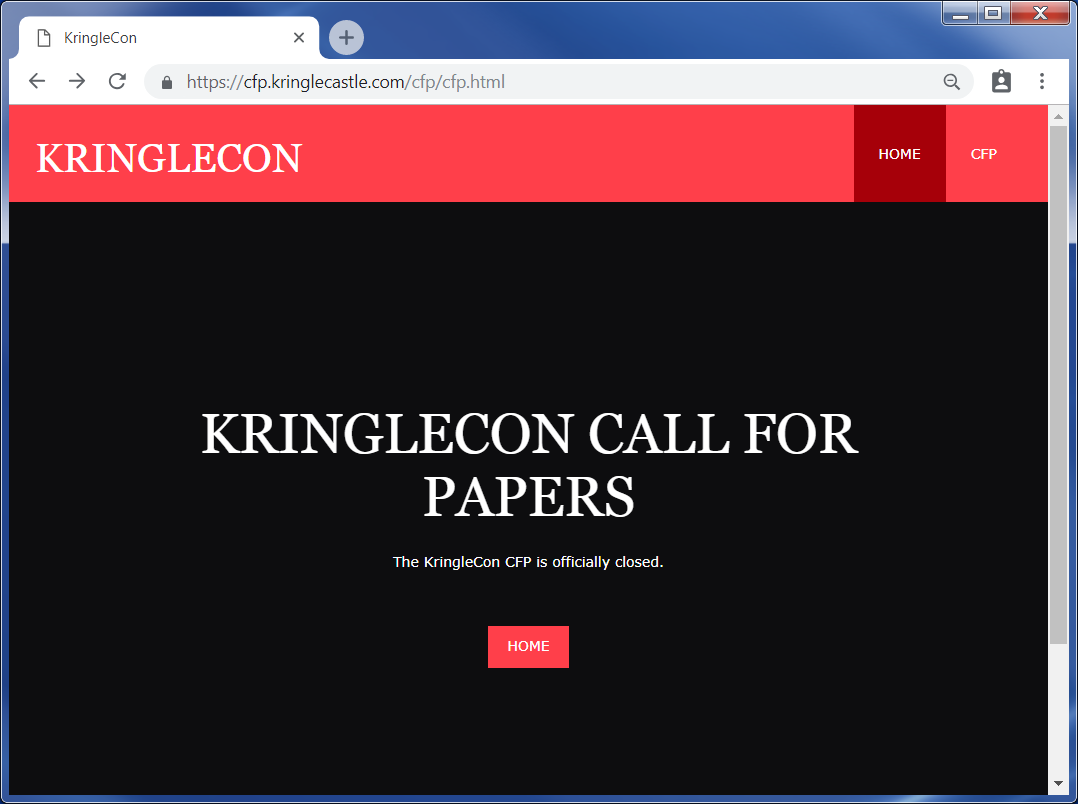 KringleCon
https://cfp.kringlecastle.com/cfp/cfp.html
KRINGLECON
HOME
CFP
KRINGLECON CALL FOR
PAPERS
The KringleCon CFP is officially closed.
HOME